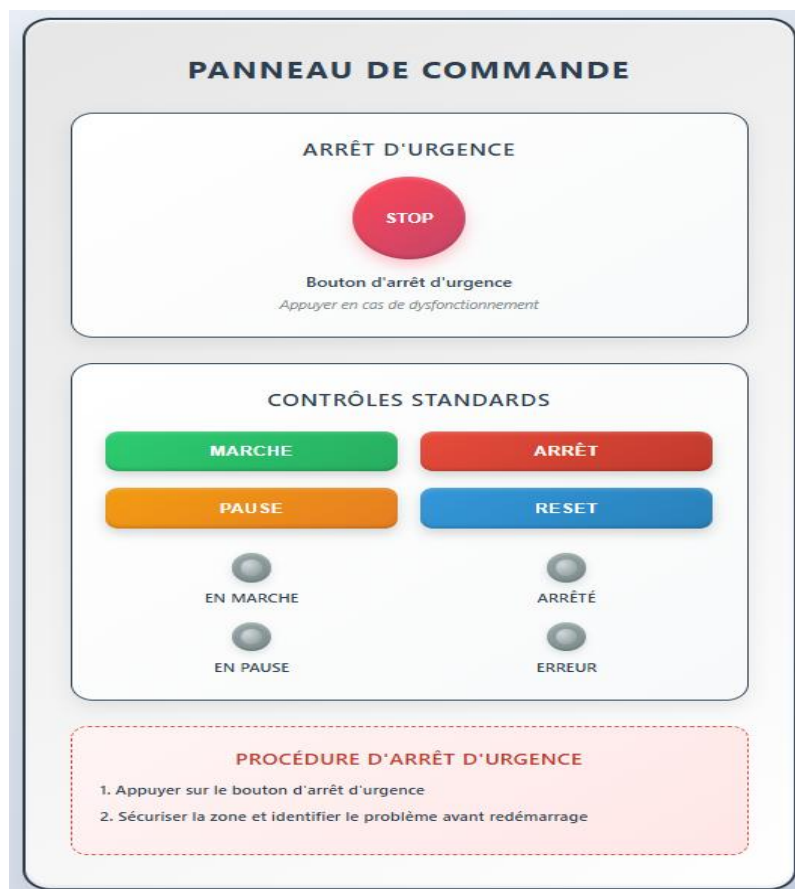 PANNEAU DE COMMANDE
ARRÊT D'URGENCE
STOP
Bouton d'arrêt d'urgence
Appuyer en cas de dysfonctionnement
CONTRÔLES STANDARDS
MARCHE
ARRÊT
PAUSE
RESET
EN MARCHE
ARRÊTÉ
EN PAUSE
ERREUR
PROCÉDURE D'ARRÊT D'URGENCE
1. Appuyer sur le bouton d'arrêt d'urgence
2. Sécuriser la zone et identifier le problème avant redémarrage